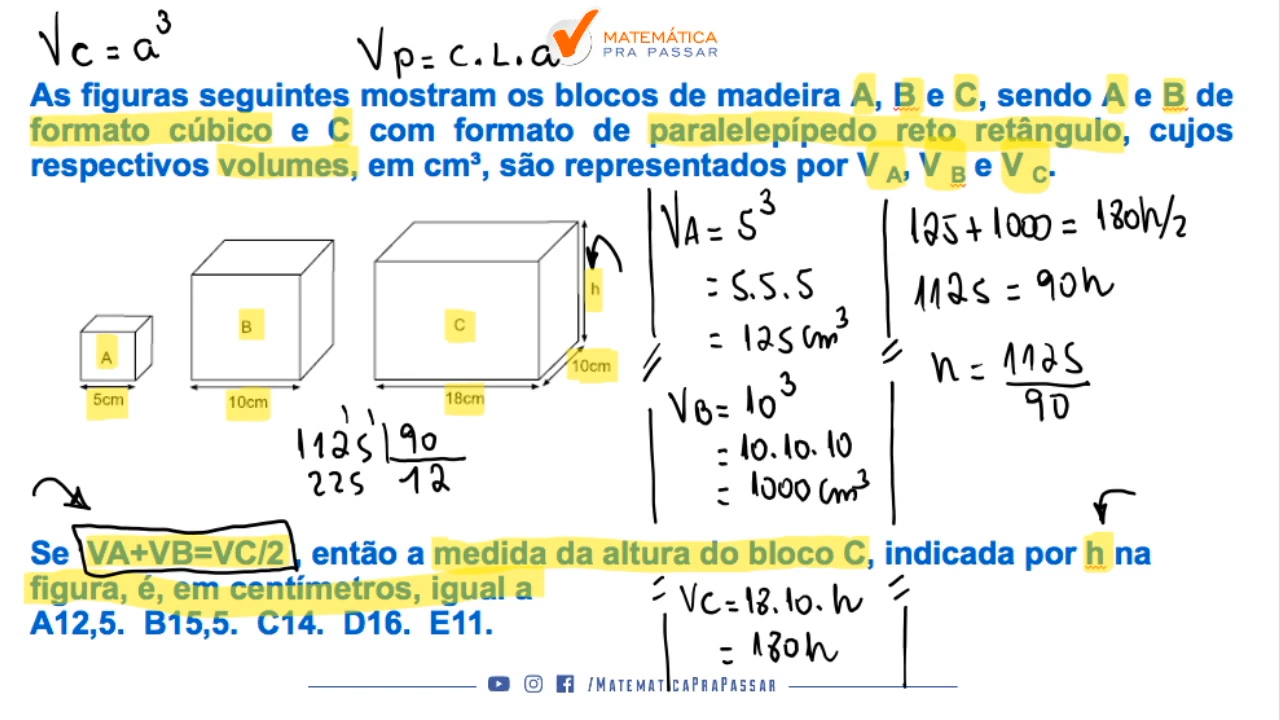 Vc = a³
Vp = C.L.a
MATEMÁTICA
PRA PASSAR
As figuras seguintes mostram os blocos de madeira A, B e C, sendo A e B de
formato cúbico e C com formato de paralelepípedo reto retângulo, cujos
respectivos volumes, em cm³, são representados por V A, V B e V C.
A
5cm
B
10cm
C
18cm
10cm
h
VA = 5³
= 5.5.5
= 125 cm³
VB = 10³
= 10.10.10
= 1000 cm³
125 + 1000 = 180h/2
1125 = 90h
h = 1125
90
1125 90
225 12
Se VA+VB=VC/2, então a medida da altura do bloco C, indicada por h na
figura, é, em centímetros, igual a
A12,5. B15,5. C14. D16. E11.
VC = 18.10.h
= 180h
/MatematicaPraPassar